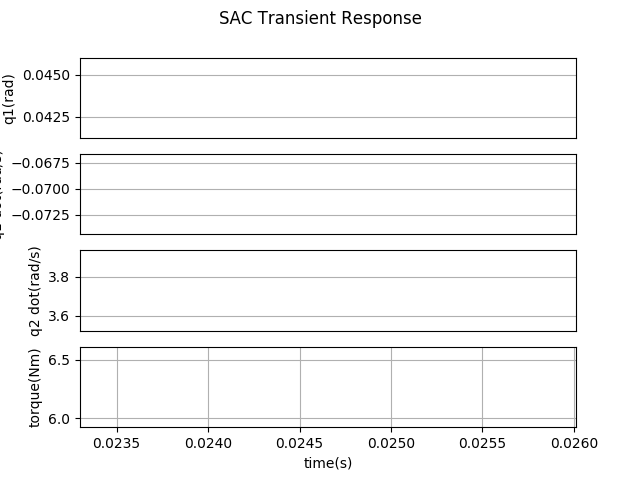 SAC Transient Response
q1(rad)
0.0450
0.0425
−0.0675
−0.0700
−0.0725
q2 dot(rad/s)
3.8
3.6
torque(Nm)
6.5
6.0
0.0235 0.0240 0.0245 0.0250 0.0255 0.0260
time(s)